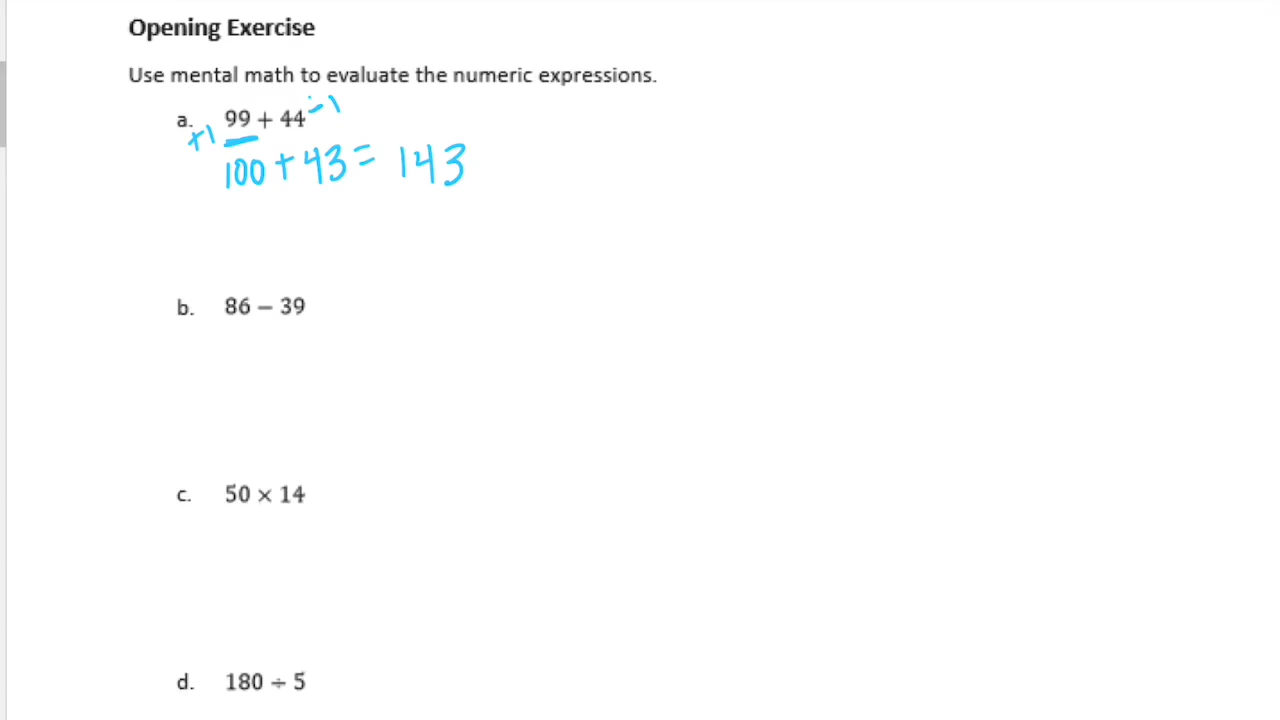 Opening Exercise
Use mental math to evaluate the numeric expressions.
a. 99 + 44 -1
+1
100 + 43 = 143
b. 86 – 39
c. 50 × 14
d. 180 ÷ 5